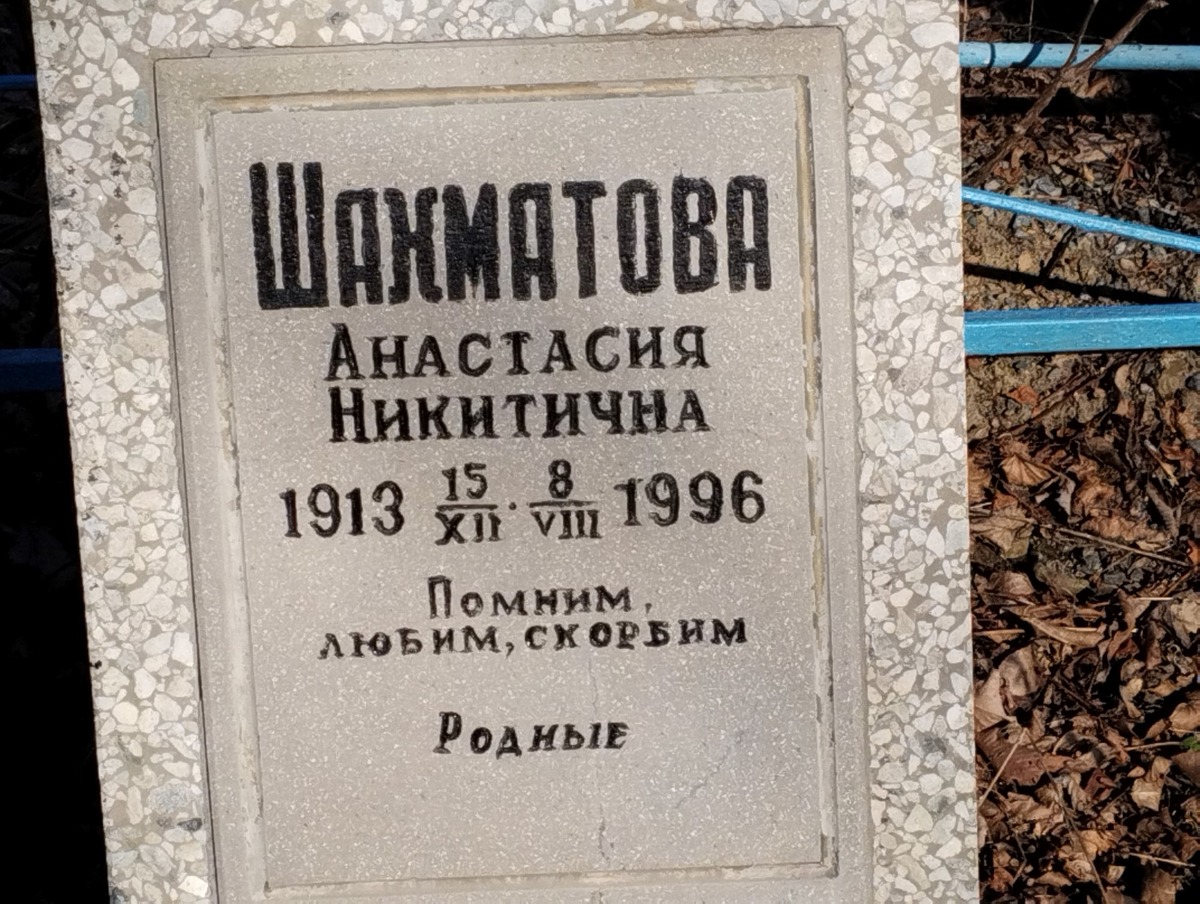 ШАХМАТОВА
АНАСТАСИЯ
НИКИТИЧНА
1913 15/XII · 8/VIII 1996
Помним,
любим, скорбим
Родные